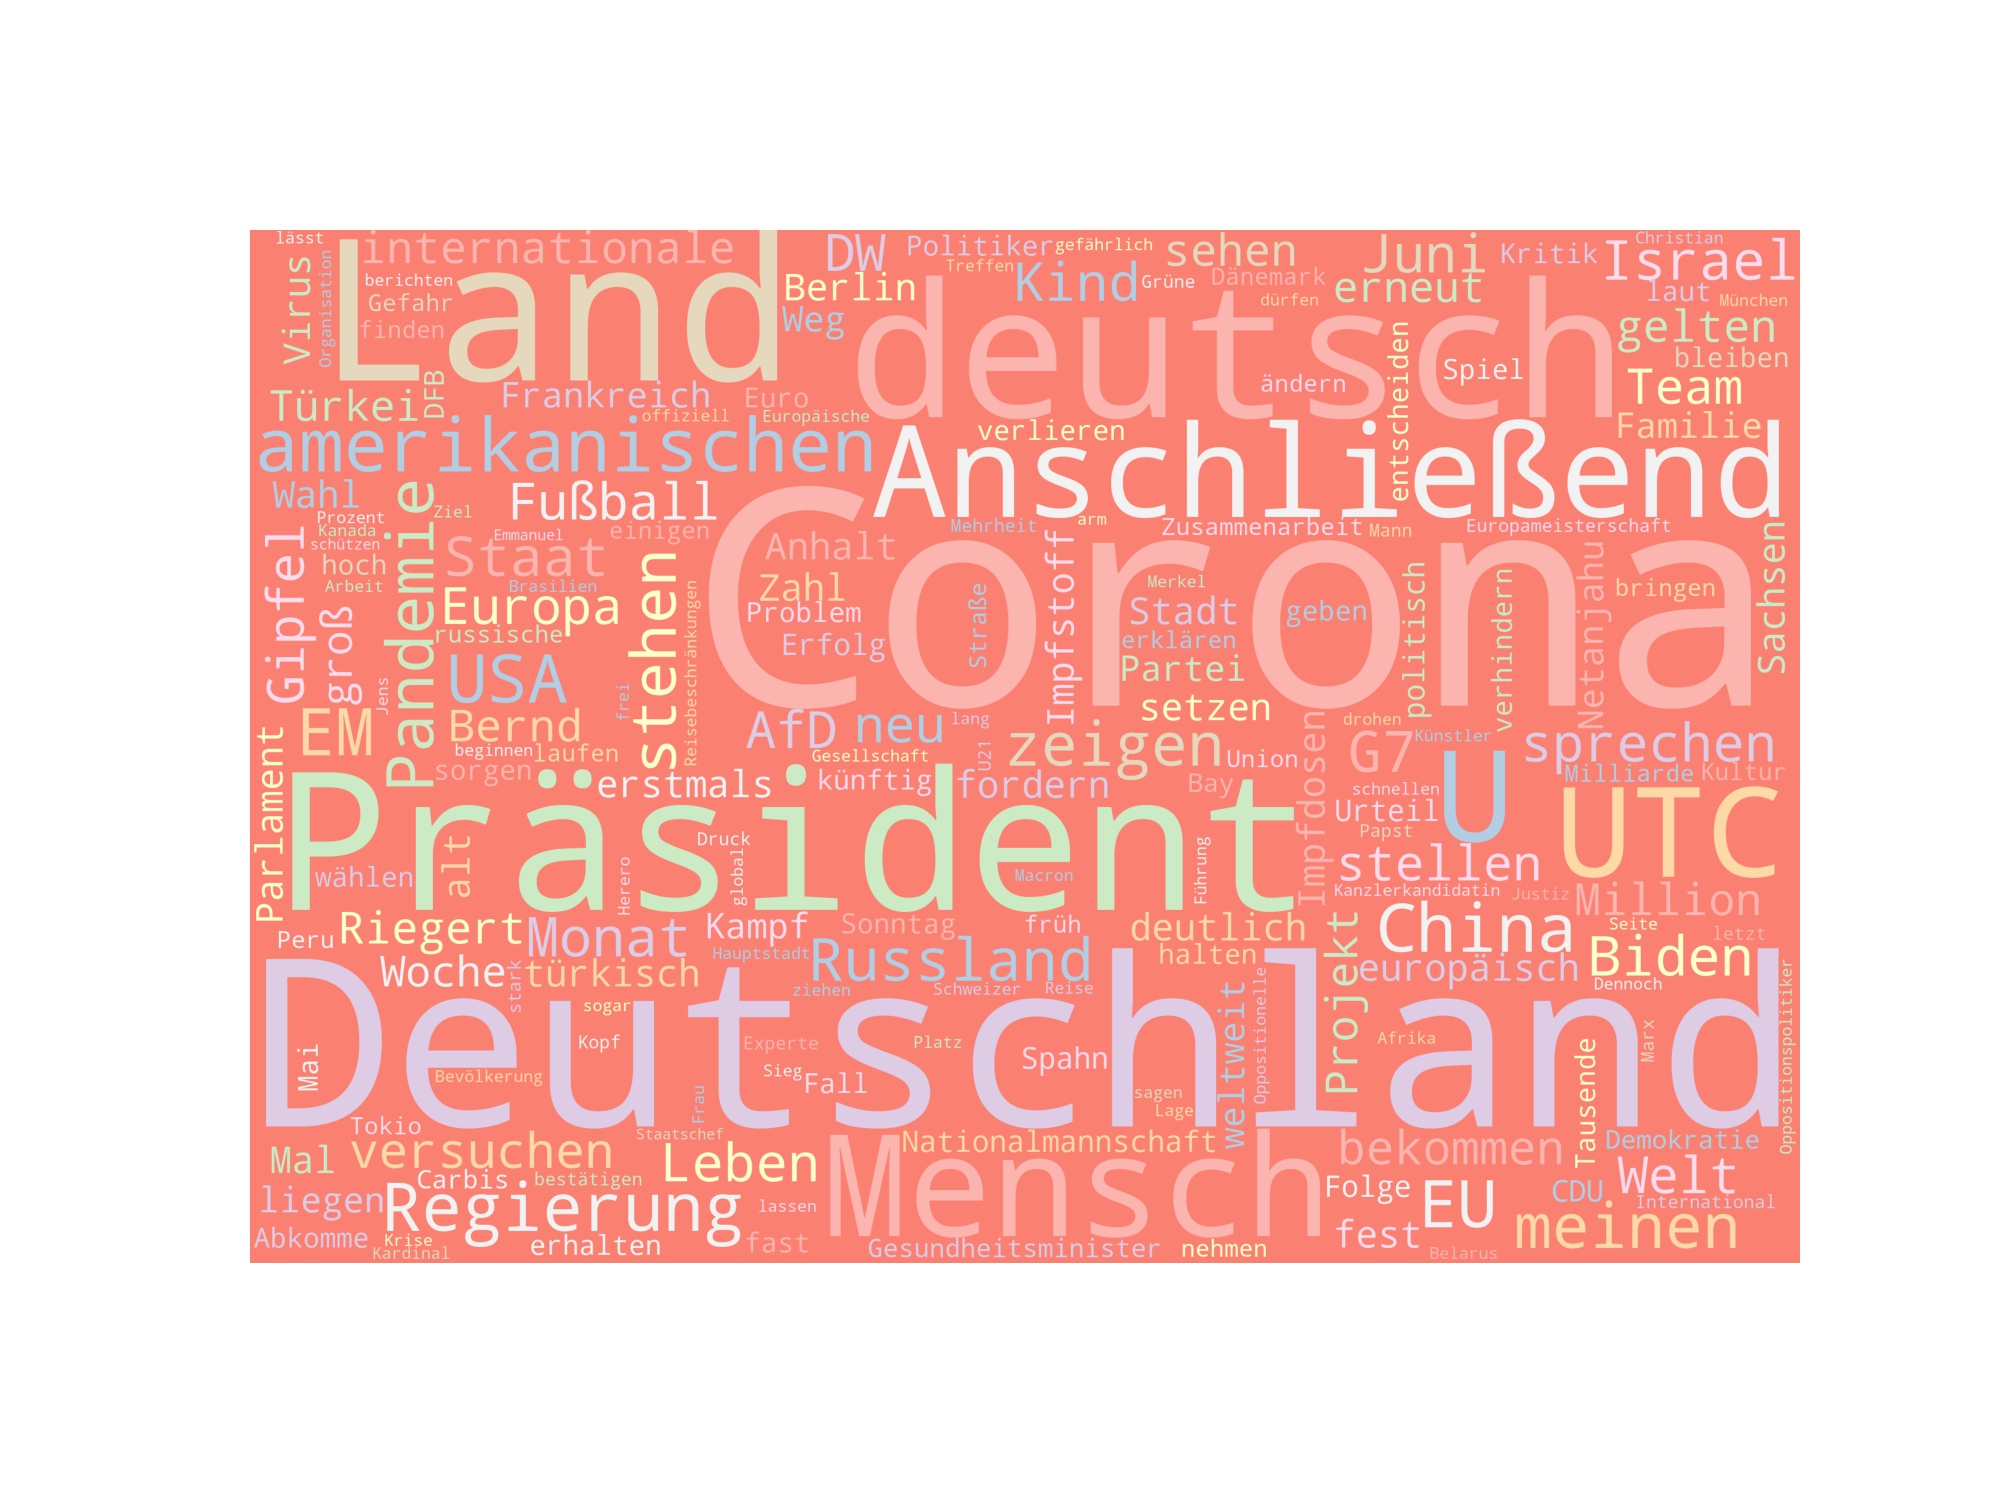 lässt
internationale
Land
DW
Politiker
gefährlich
sehen
Juni
Kritik
Christian
Israel
Virus
Organisation
berichten
Gefahr
finden
Berlin
Treffen
Kind
Grüne
Dänemark
dürfen
erneut
laut
München
Weg
deutsch
gelten
bleiben
Türkei
DFB
Frankreich
Euro
offiziell
Europäische
ändern
entscheiden
Spiel
Team
Familie
amerikanischen
verlieren
Anschließend
Wahl
Pandemie
Ziel
Fußball
Emmanuel
einigen
Prozent
Kanada
schützen
hoch
Arbeit
Gipfel
groß
Staat
Brasilien
Europa
russische
stehen
Reisebeschränkungen
Corona
Mehrheit
arm
Zusammenarbeit
Mann
Europameisterschaft
Anhalt
Zahl
Problem
Erfolg
Straße
Impfstoff
Merkel
Stadt
erklären
Partei
setzen
geben
politisch
verhindern
Netanjahu
bringen
Sachsen
Jens
USA
frei
EM
Bernd
beginnen
laufen
sorgen
AfD
neu
lang
U21
Gesellschaft
zeigen
Union
Impfdosen
drohen
G7
Künstler
U
sprechen
Milliarde
Kultur
Parlament
Präsident
erstmals
künftig
fordern
Bay
schnellen
Urteil
Papst
UTC
wählen
alt
Herero
Druck
global
Macron
Führung
stellen
Kanzlerkandidatin
Justiz
Million
Peru
Riegert
Monat
Kampf
Sonntag
früh
deutlich
Projekt
China
Seite
letzt
Woche
stark
türkisch
Hauptstadt
Russland
halten
europäisch
Biden
Dennoch
Oppositionspolitiker
Deutschland
sogar
ziehen
Schweizer
Reise
weltweit
Oppositionelle
Mai
Kopf
Experte
Platz
Spahn
Afrika
Marx
Tausende
Bevölkerung
Frau
Sieg
Fall
sagen
Lage
Tokio
Staatschef
Mensch
Nationalmannschaft
bekommen
Demokratie
Mal
versuchen
Leben
Carbis
bestätigen
Folge
EU
CDU
Welt
International
liegen
Regierung
lassen
Abkomme
Krise
Kardinal
erhalten
fast
Gesundheitsminister
nehmen
fest
Belarus
meinen